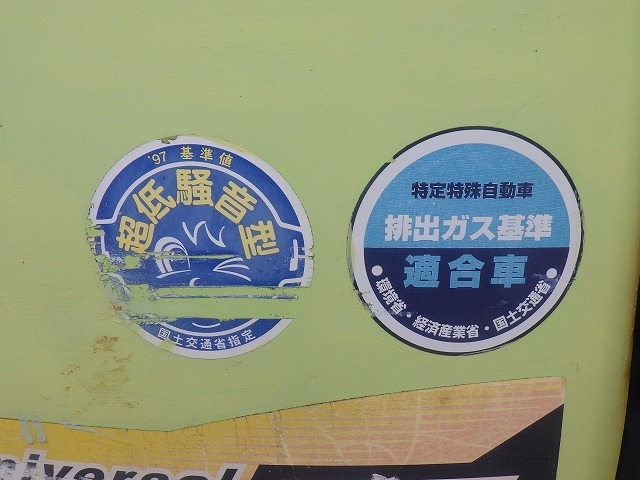 '97 基準値
超低騒音型
国土交通省指定
特定特殊自動車
排出ガス基準
適合車
環境省・経済産業省・国土交通省
niversal